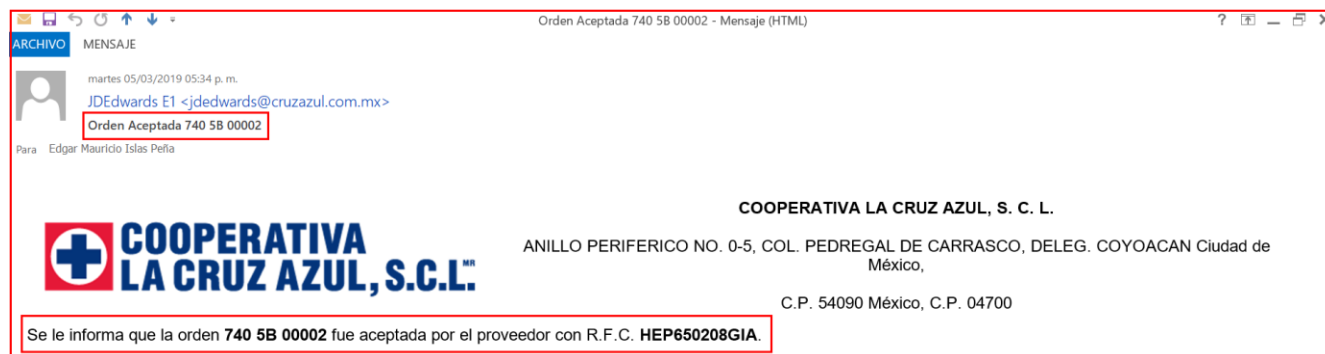 Orden Aceptada 740 5B 00002 - Mensaje (HTML)
ARCHIVO MENSAJE
martes 05/03/2019 05:34 p. m.
JDEdwards E1 <jdedwards@cruzazul.com.mx>
Orden Aceptada 740 5B 00002
Para Edgar Mauricio Islas Peña
COOPERATIVA
LA CRUZ AZUL, S.C.L.MR
COOPERATIVA LA CRUZ AZUL, S. C. L.
ANILLO PERIFERICO NO. 0-5, COL. PEDREGAL DE CARRASCO, DELEG. COYOACAN Ciudad de
México,
C.P. 54090 México, C.P. 04700
Se le informa que la orden 740 5B 00002 fue aceptada por el proveedor con R.F.C. HEP650208GIA.